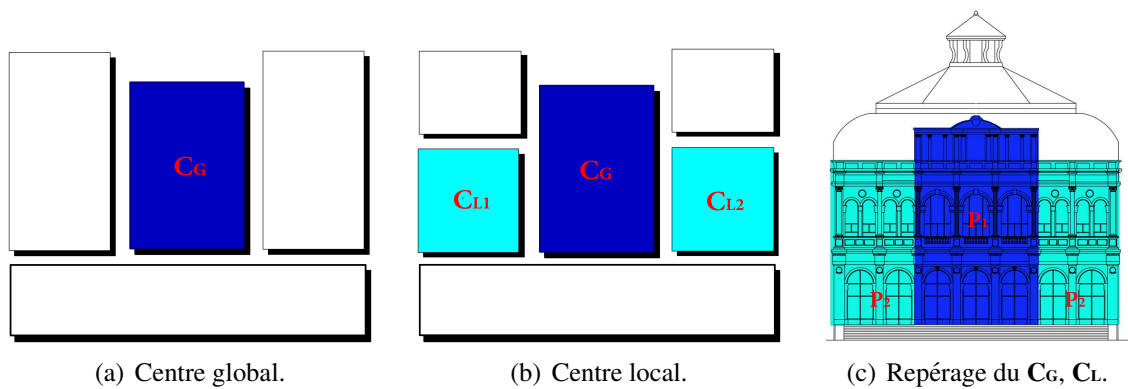 CG
CG
CL1
CL2
P1
P2
P2
(a) Centre global.
(b) Centre local.
(c) Repérage du CG, CL.